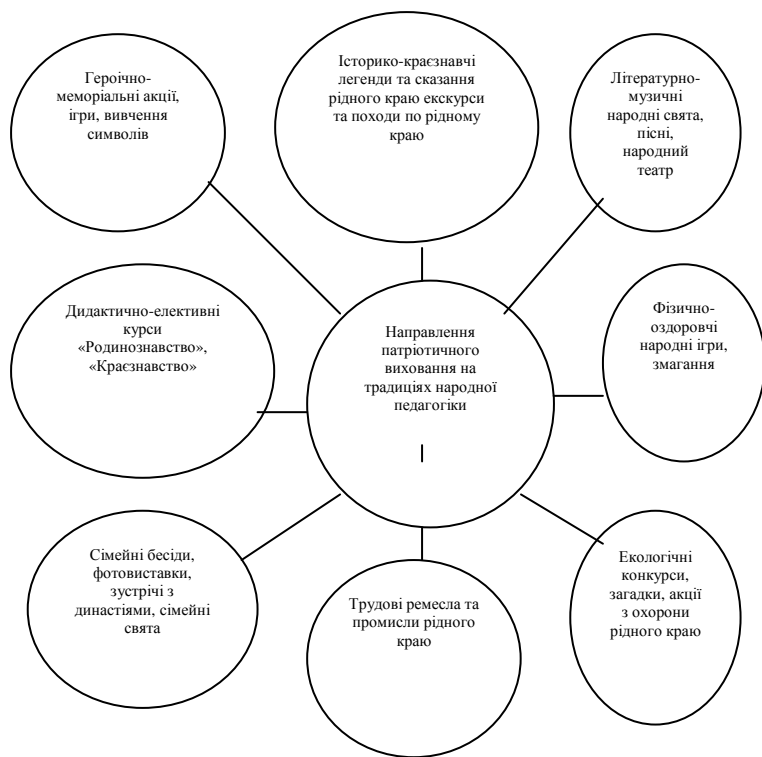 Героїчно-
меморіальні акції,
ігри, вивчення
символів
Історико-краєзнавчі
легенди та сказання
рідного краю екскурси
та походи по рідному
краю
Літературно-
музичні
народні свята,
пісні,
народний
театр
Дидактично-елективні
курси
«Родинознавство»,
«Краєзнавство»
Направлення
патріотичного
виховання на
традиціях народної
педагогіки
Фізично-
оздоровчі
народні ігри,
змагання
Сімейні бесіди,
фотовиставки,
зустрічі з
династіями, сімейні
свята
Трудові ремесла та
промисли рідного
краю
Екологічні
конкурси,
загадки, акції
з охорони
рідного краю